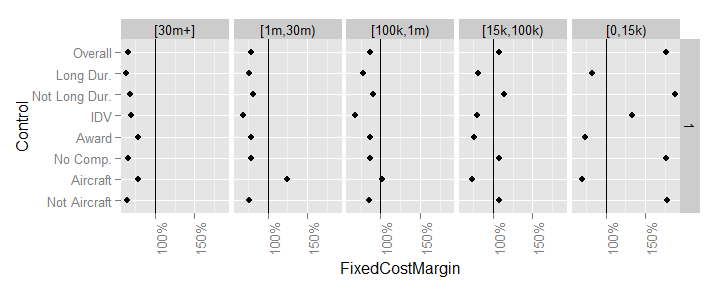 [30m+] [1m,30m) [100k,1m) [15k,100k) [0,15k)
Control
Overall
Long Dur.
Not Long Dur.
IDV
Award
No Comp.
Aircraft
Not Aircraft
1
100% 150% 100% 150% 100% 150% 100% 150% 100% 150%
FixedCostMargin